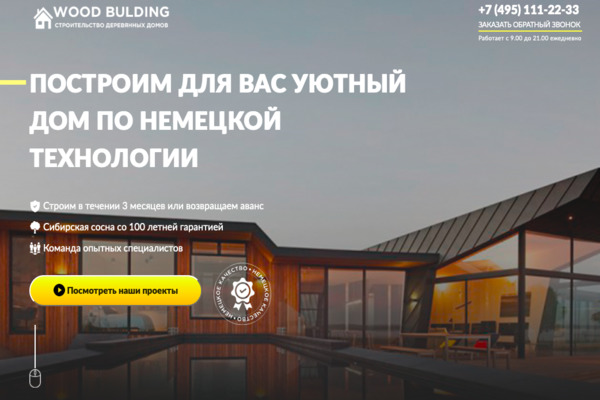 WOOD BULDING
СТРОИТЕЛЬСТВО ДЕРЕВЯННЫХ ДОМОВ
+7 (495) 111-22-33
ЗАКАЗАТЬ ОБРАТНЫЙ ЗВОНОК
Работает с 9.00 до 21.00 ежедневно
ПОСТРОИМ ДЛЯ ВАС УЮТНЫЙ
ДОМ ПО НЕМЕЦКОЙ
ТЕХНОЛОГИИ
Строим в течении 3 месяцев или возвращаем аванс
Сибирская сосна со 100 летней гарантией
Команда опытных специалистов
Посмотреть наши проекты
НЕМЕЦКОЕ КАЧЕСТВО • НЕМЕЦКОЕ КАЧЕСТВО •